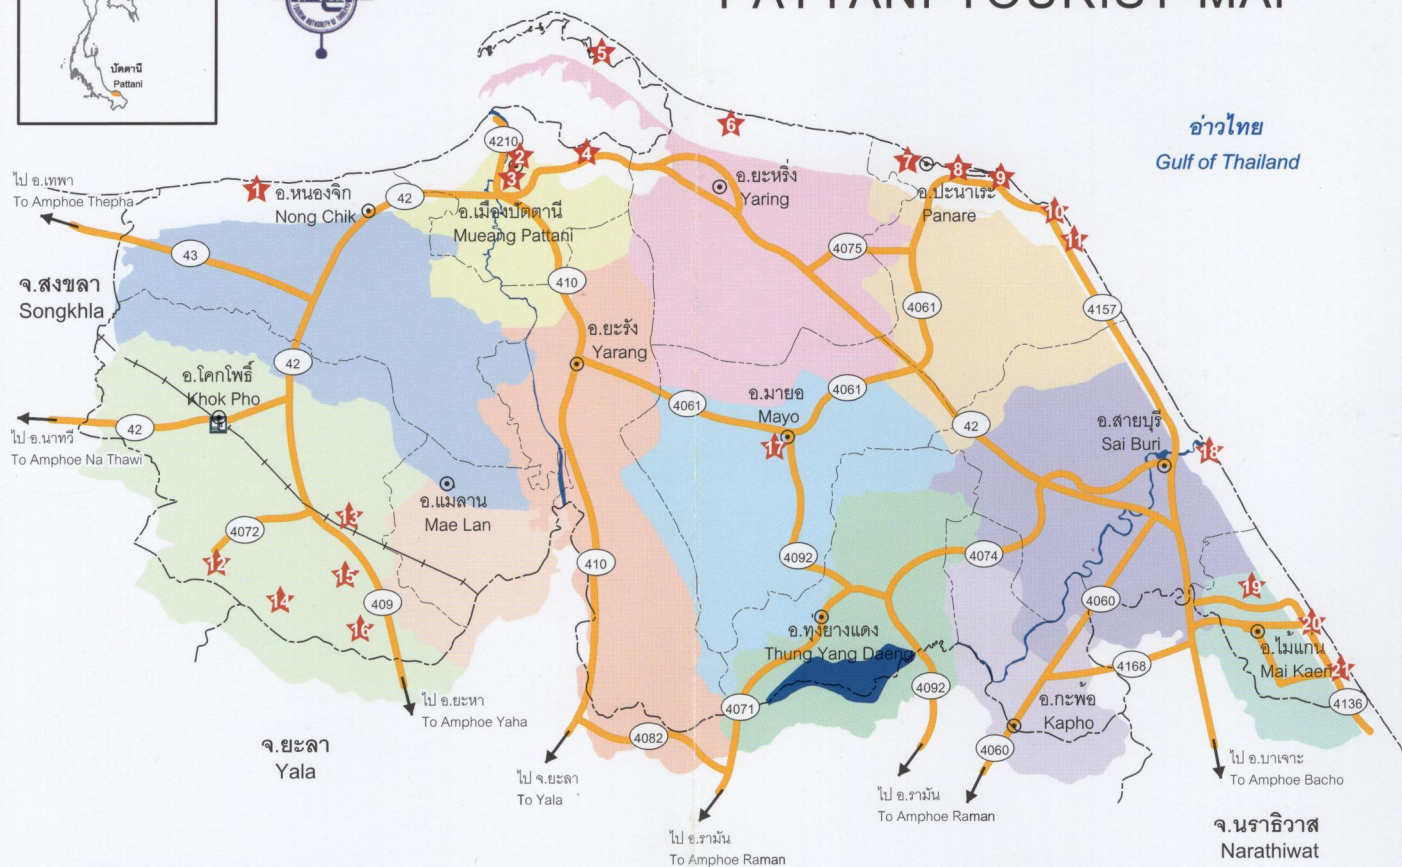 PATTANI TOURIST MAP
ปัตตานี
Pattani
5
6
อ่าวไทย
Gulf of Thailand
4210
2
3
4
7
8
9
ไป อ.เทพา
To Amphoe Thepha
1
อ.หนองจิก
Nong Chik
42
อ.เมืองปัตตานี
Mueang Pattani
อ.ยะหริ่ง
Yaring
อ.ปะนาเระ
Panare
10
11
43
4075
จ.สงขลา
Songkhla
410
4061
4157
อ.ยะรัง
Yarang
42
อ.โคกโพธิ์
Khok Pho
4061
อ.มายอ
Mayo
4061
42
ไป อ.นาทวี
To Amphoe Na Thawi
42
17
อ.สายบุรี
Sai Buri
18
อ.แมลาน
Mae Lan
13
4072
12
15
14
409
16
410
4092
4074
4060
19
20
อ.ทุ่งยางแดง
Thung Yang Daeng
อ.ไม้แก่น
Mai Kaen
21
4168
4092
4071
4136
ไป อ.ยะหา
To Amphoe Yaha
อ.กะพ้อ
Kapho
4082
4060
จ.ยะลา
Yala
ไป จ.ยะลา
To Yala
ไป อ.บาเจาะ
To Amphoe Bacho
ไป อ.รามัน
To Amphoe Raman
จ.นราธิวาส
Narathiwat
ไป อ.รามัน
To Amphoe Raman